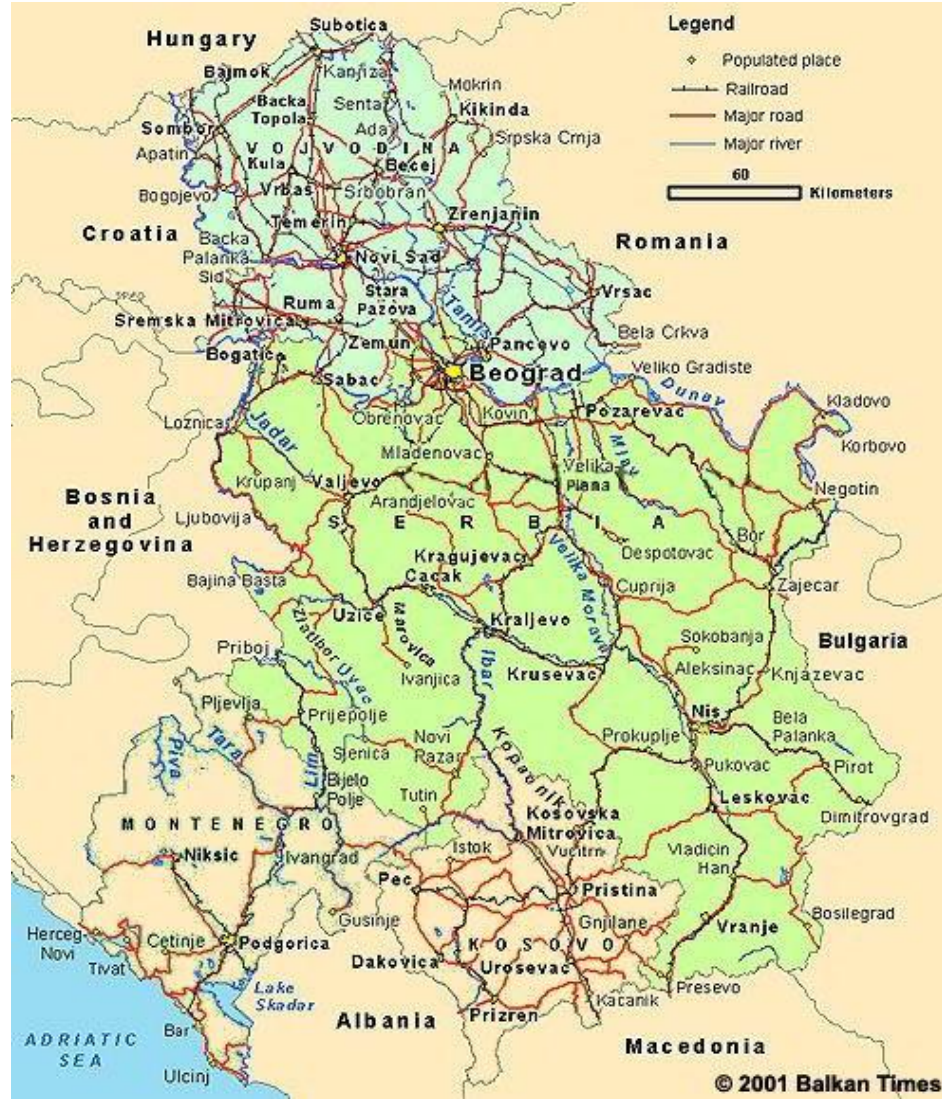 Legend
Populated place
Railroad
Major road
Major river
60
Kilometers
Hungary
Subotica
Bajmok
Kanjiza
Mokrin
Backa
Topola
Senta
Kikinda
Sombor
Ada
Srpska Crnja
Apatin
VOJVODINA
Kula
Becej
Bogojevo
Vrbas
Srbobran
Croatia
Temerin
Zrenjanin
Romania
Backa
Palanka
Novi Sad
Sid
Stara
Pazova
Vrsac
Ruma
Tamis
Sremska Mitrovica
Bela Crkva
Zemun
Pancevo
Bogatic
Beograd
Veliko Gradiste
Dunav
Sabac
Kladovo
Obrenovac
Kovin
Pozarevac
Loznica
Jadar
Korbovo
Mladenovac
Mlav
Velika
Plana
Krupanj
Valjevo
Negotin
Bosnia
and
Herzegovina
Arandjelovac
Ljubovija
SERBIA
Bor
Despotovac
Velika Morava
Kragujevac
Bajina Basta
Cacak
Cuprija
Zajecar
Uzice
Marovica
Kraljevo
Zlatibor
Sokobanja
Bulgaria
Priboj
Uvac
Ibar
Ivanjica
Krusevac
Aleksinac
Knjazevac
Pljevlja
Prijepolje
Nis
Bela
Palanka
Piva
Tara
Lim
Sjenica
Novi
Razar
Kopaonik
Prokuplje
Pukovac
Pirot
Bijelo
Polje
Tutin
Leskovac
Kosovska
Mitrovica
Dimitrovgrad
MONTENEGRO
Niksic
Ivangrad
Istok
Vucitrn
Vladicin
Han
Pec
Pristina
Gusinje
Gnjilane
Bosilegrad
Herceg
Novi
Cetinje
Podgorica
KOSOVO
Vranje
Tivat
Dakovica
Urosevac
Lake
Skadar
Presevo
Kacanik
Bar
Albania
Prizren
ADRIATIC
SEA
Macedonia
Ulcinj
© 2001 Balkan Times